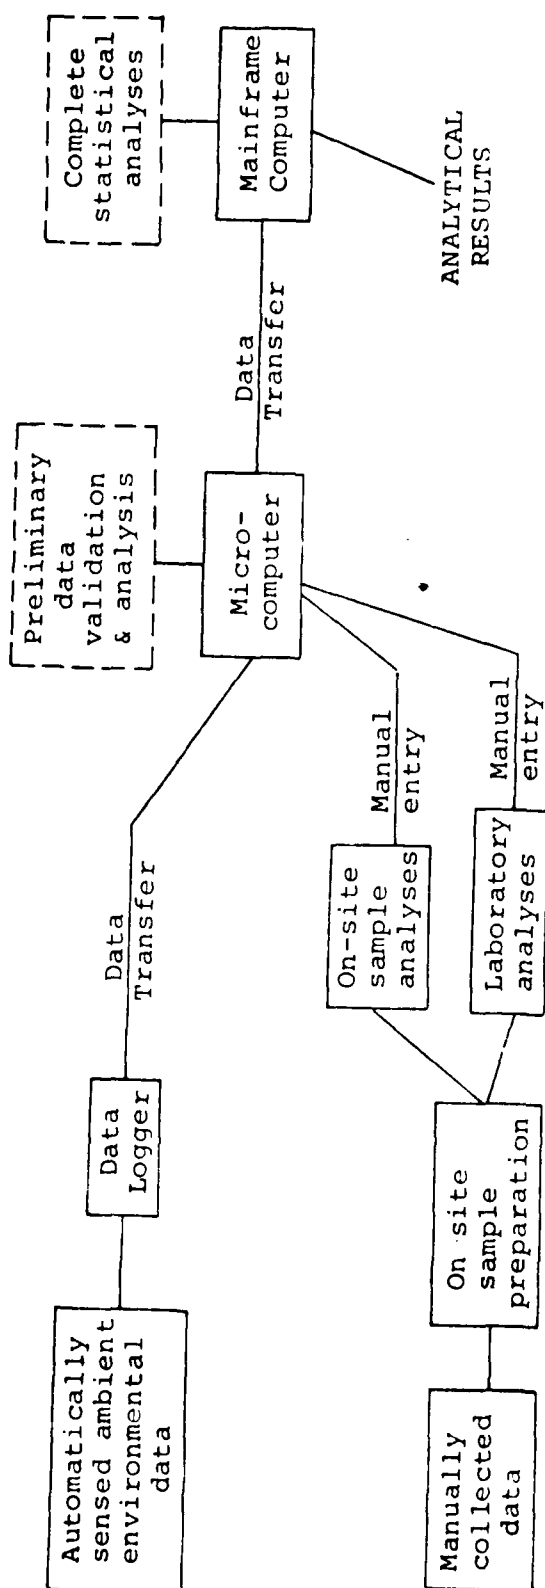 Automatically
sensed ambient
environmental
data
Data
Logger
Data
Transfer
Preliminary
data
validation
& analysis
Micro-
computer
Data
Transfer
Complete
statistical
analyses
Mainframe
Computer
ANALYTICAL
RESULTS
Manually
collected
data
On site
sample
preparation
On-site
sample
analyses
Manual
entry
Laboratory
analyses
Manual
entry